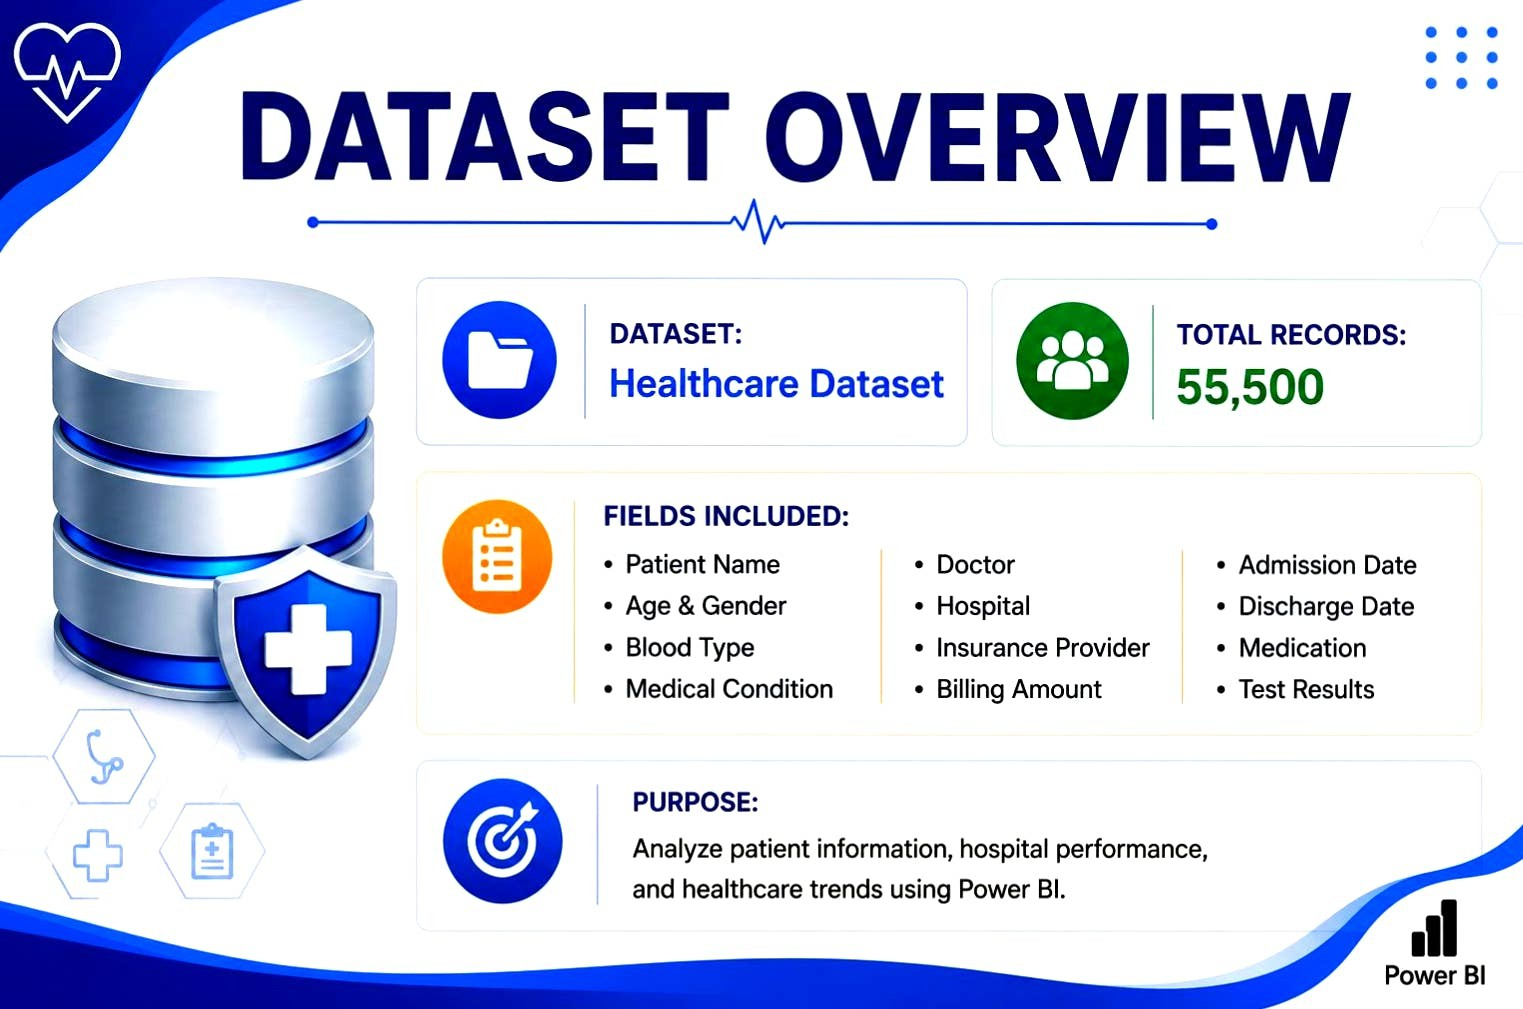 DATASET OVERVIEW
DATASET:
Healthcare Dataset
TOTAL RECORDS:
55,500
FIELDS INCLUDED:
• Patient Name
• Age & Gender
• Blood Type
• Medical Condition
• Doctor
• Hospital
• Insurance Provider
• Billing Amount
• Admission Date
• Discharge Date
• Medication
• Test Results
PURPOSE:
Analyze patient information, hospital performance,
and healthcare trends using Power BI.
Power BI